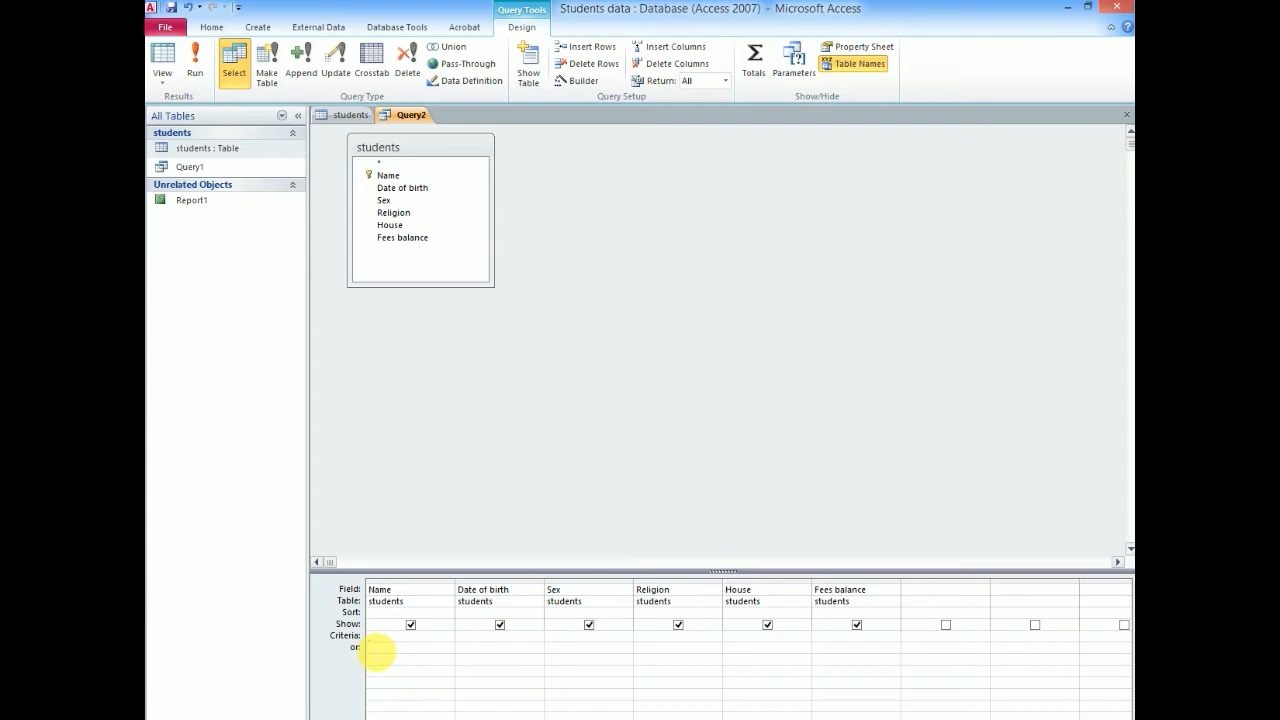 Query Tools
Students data : Database (Access 2007) - Microsoft Access
File Home Create External Data Database Tools Acrobat Design
View
Run
Select
Make
Table
Append
Update
Crosstab
Delete
Union
Pass-Through
Data Definition
Show
Table
Insert Rows
Delete Rows
Builder
Insert Columns
Delete Columns
Return: All
Totals
Parameters
Property Sheet
Table Names
Results
Query Type
Query Setup
Show/Hide
All Tables
students
students : Table
Query1
Unrelated Objects
Report1
students Query2
students
*
Name
Date of birth
Sex
Religion
House
Fees balance
Field: Name Date of birth Sex Religion House Fees balance
Table: students students students students students students
Sort:
Show:
Criteria:
or: